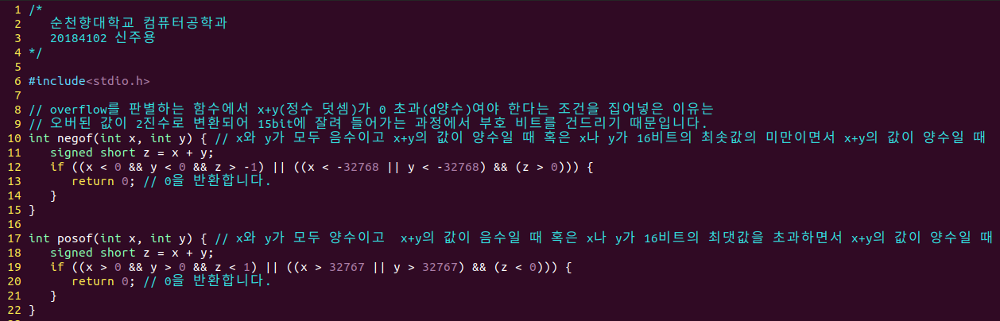 1 /*
2 순천향대학교 컴퓨터공학과
3 20184102 신주용
4 */
5
6 #include<stdio.h>
7
8 // overflow를 판별하는 함수에서 x+y(정수 덧셈)가 0 초과(d양수)여야 한다는 조건을 집어넣은 이유는
9 // 오버된 값이 2진수로 변환되어 15bit에 잘려 들어가는 과정에서 부호 비트를 건드리기 때문입니다.
10 int negof(int x, int y) { // x와 y가 모두 음수이고 x+y의 값이 양수일 때 혹은 x나 y가 16비트의 최솟값의 미만이면서 x+y의 값이 양수일 때
11 signed short z = x + y;
12 if ((x < 0 && y < 0 && z > -1) || ((x < -32768 || y < -32768) && (z > 0))) {
13 return 0; // 0을 반환합니다.
14 }
15 }
16
17 int posof(int x, int y) { // x와 y가 모두 양수이고  x+y의 값이 음수일 때 혹은 x나 y가 16비트의 최댓값을 초과하면서 x+y의 값이 양수일 때
18 signed short z = x + y;
19 if ((x > 0 && y > 0 && z < 1) || ((x > 32767 || y > 32767) && (z < 0))) {
20 return 0; // 0을 반환합니다.
21 }
22 }